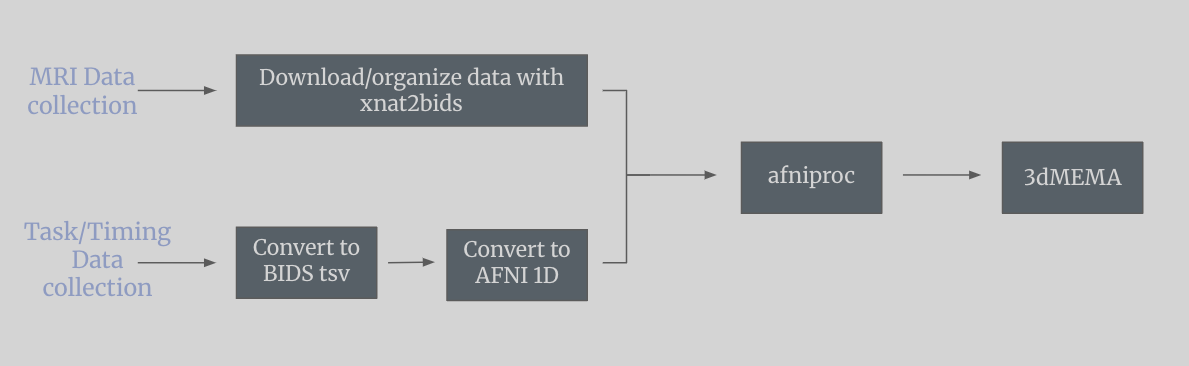 MRI Data
collection
Download/organize data with
xnat2bids
Task/Timing
Data
collection
Convert to
BIDS tsv
Convert to
AFNI 1D
afniproc
3dMEMA